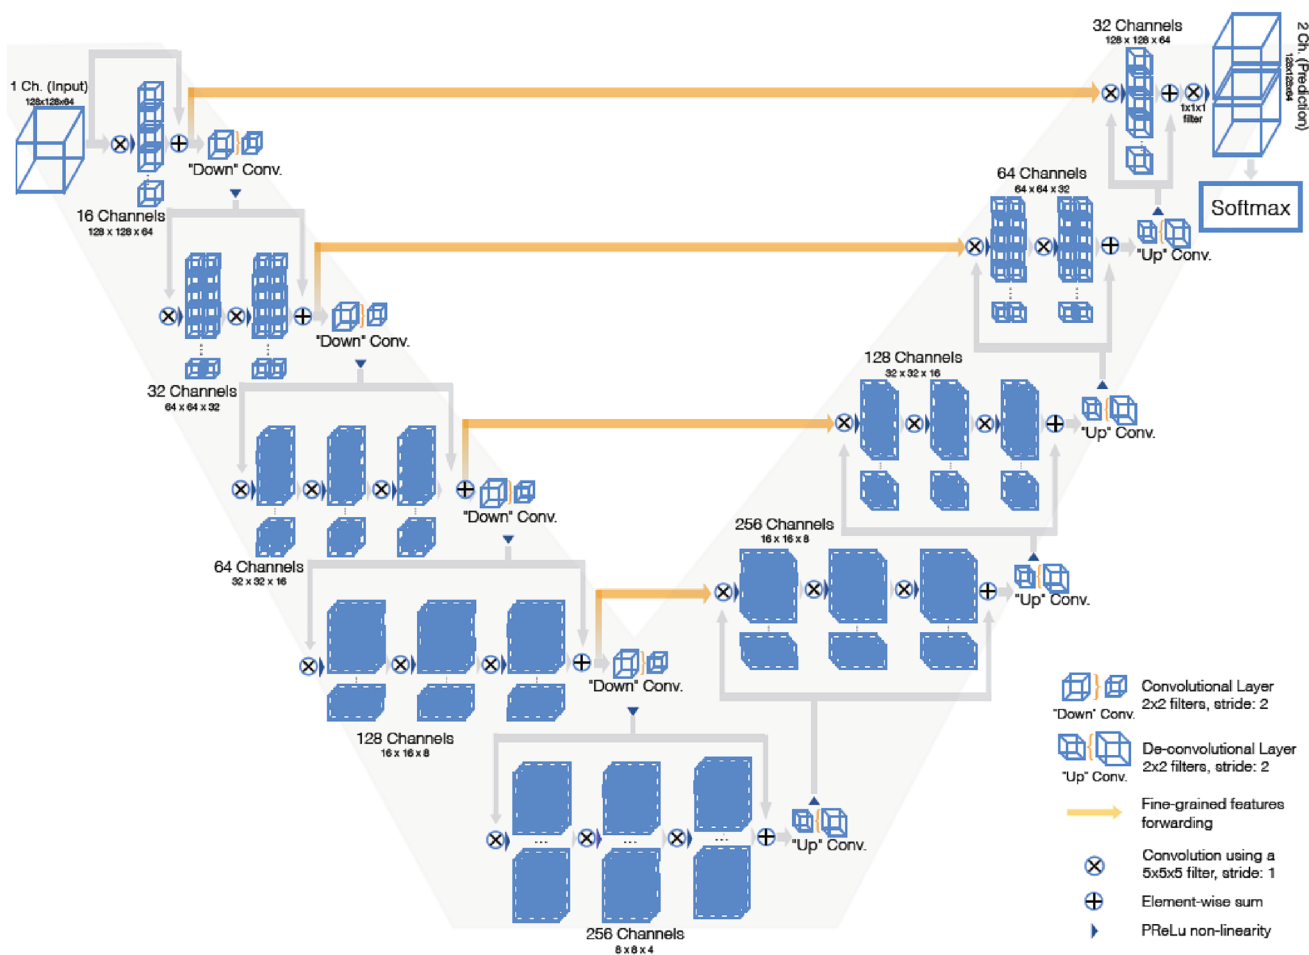 1 Ch. (Input)
128x128x64
"Down" Conv.
16 Channels
128 x 128 x 64
"Down" Conv.
32 Channels
64 x 64 x 32
"Down" Conv.
64 Channels
32 x 32 x 16
"Down" Conv.
128 Channels
16 x 16 x 8
...
...
...
256 Channels
8 x 8 x 4
"Up" Conv.
256 Channels
16 x 16 x 8
"Up" Conv.
128 Channels
32 x 32 x 16
"Up" Conv.
64 Channels
64 x 64 x 32
"Up" Conv.
32 Channels
128 x 128 x 64
1x1x1
filter
2 Ch. (Prediction)
128x128x64
Softmax
"Down" Conv.
Convolutional Layer
2x2 filters, stride: 2
"Up" Conv.
De-convolutional Layer
2x2 filters, stride: 2
Fine-grained features
forwarding
Convolution using a
5x5x5 filter, stride: 1
Element-wise sum
PReLu non-linearity